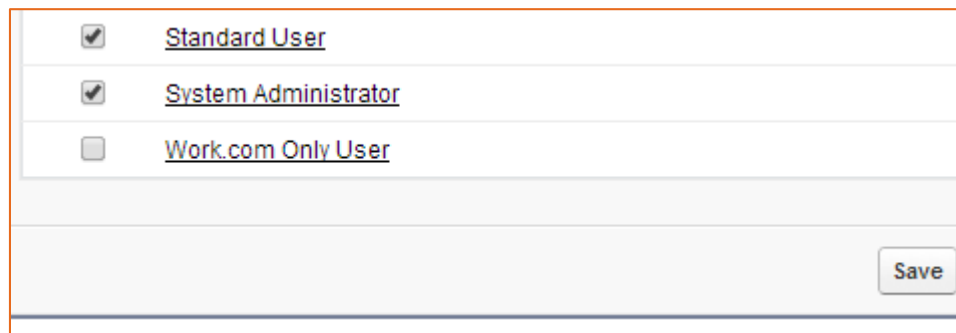 Standard User
System Administrator
Work.com Only User
Save